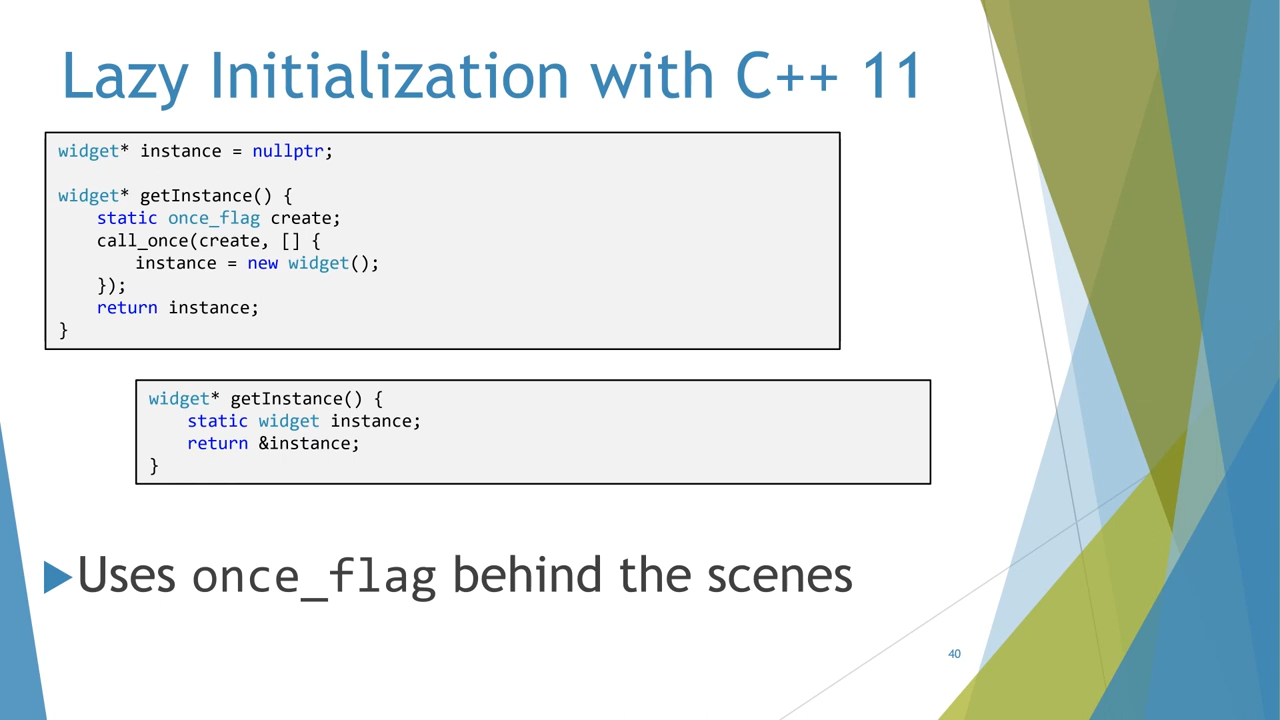 Lazy Initialization with C++ 11
widget* instance = nullptr;
widget* getInstance() {
static once_flag create;
call_once(create, [] {
instance = new widget();
});
return instance;
}
widget* getInstance() {
static widget instance;
return &instance;
}
Uses once_flag behind the scenes
40